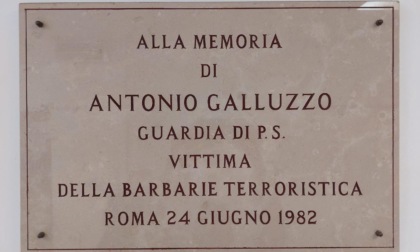 ALLA MEMORIA
DI
ANTONIO GALLUZZO
GUARDIA DI P.S.
VITTIMA
DELLA BARBARIE TERRORISTICA
ROMA 24 GIUGNO 1982